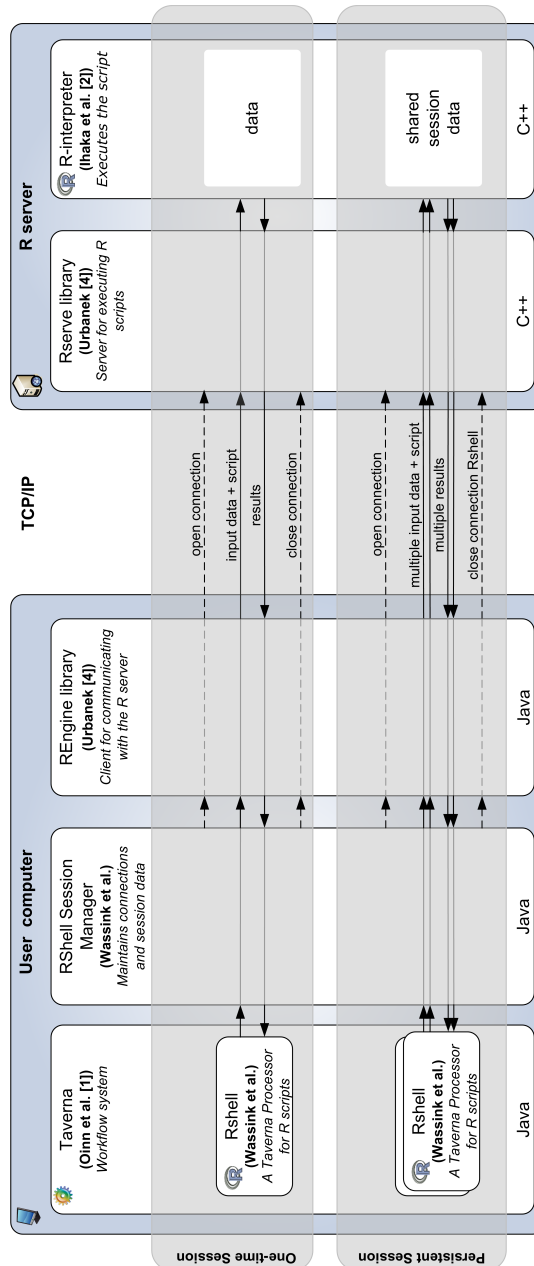 User computer
TCP/IP
R server
Taverna
(Oinn et al. [1])
Workflow system
RShell Session
Manager
(Wassink et al.)
Maintains connections
and session data
REngine library
(Urbanek [4])
Client for communicating
with the R server
Rserve library
(Urbanek [4])
Server for executing R
scripts
R
R-interpreter
(Ihaka et al. [2])
Executes the script
One-time Session
R
Rshell
(Wassink et al.)
A Taverna Processor
for R scripts
open connection
input data + script
results
close connection
data
Persistent Session
R
Rshell
(Wassink et al.)
A Taverna Processor
for R scripts
open connection
multiple input data + script
multiple results
close connection Rshell
shared
session
data
Java
Java
Java
C++
C++